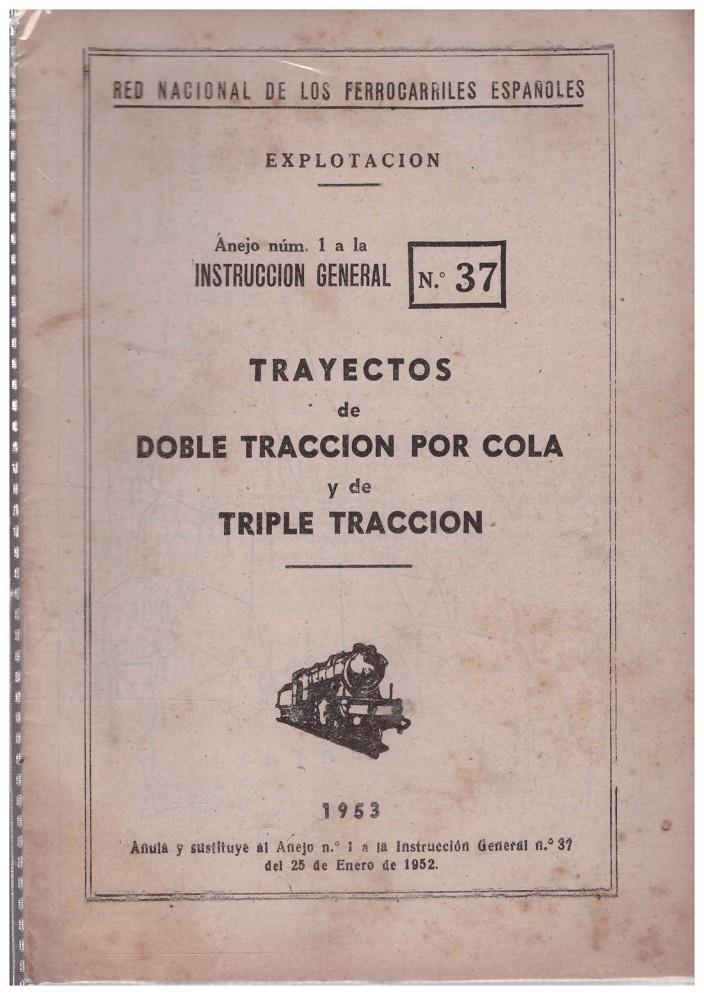 RED NACIONAL DE LOS FERROCARRILES ESPAÑOLES
EXPLOTACION
Anejo núm. 1 a la
INSTRUCCION GENERAL
N.° 37
TRAYECTOS
de
DOBLE TRACCION POR COLA
y de
TRIPLE TRACCION
1953
Anula y sustituye al Anejo n.° 1 a la Instrucción General n.° 37
del 25 de Enero de 1952.